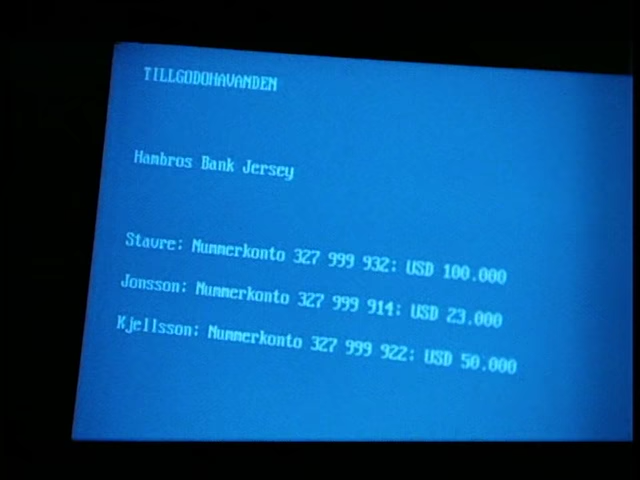 TILLGODOHAVANDEN
Hambros Bank Jersey
Stavre: Nummerkonto 327 999 932: USD 100.000
Jonsson: Nummerkonto 327 999 914: USD 23.000
Kjellsson: Nummerkonto 327 999 922: USD 50.000